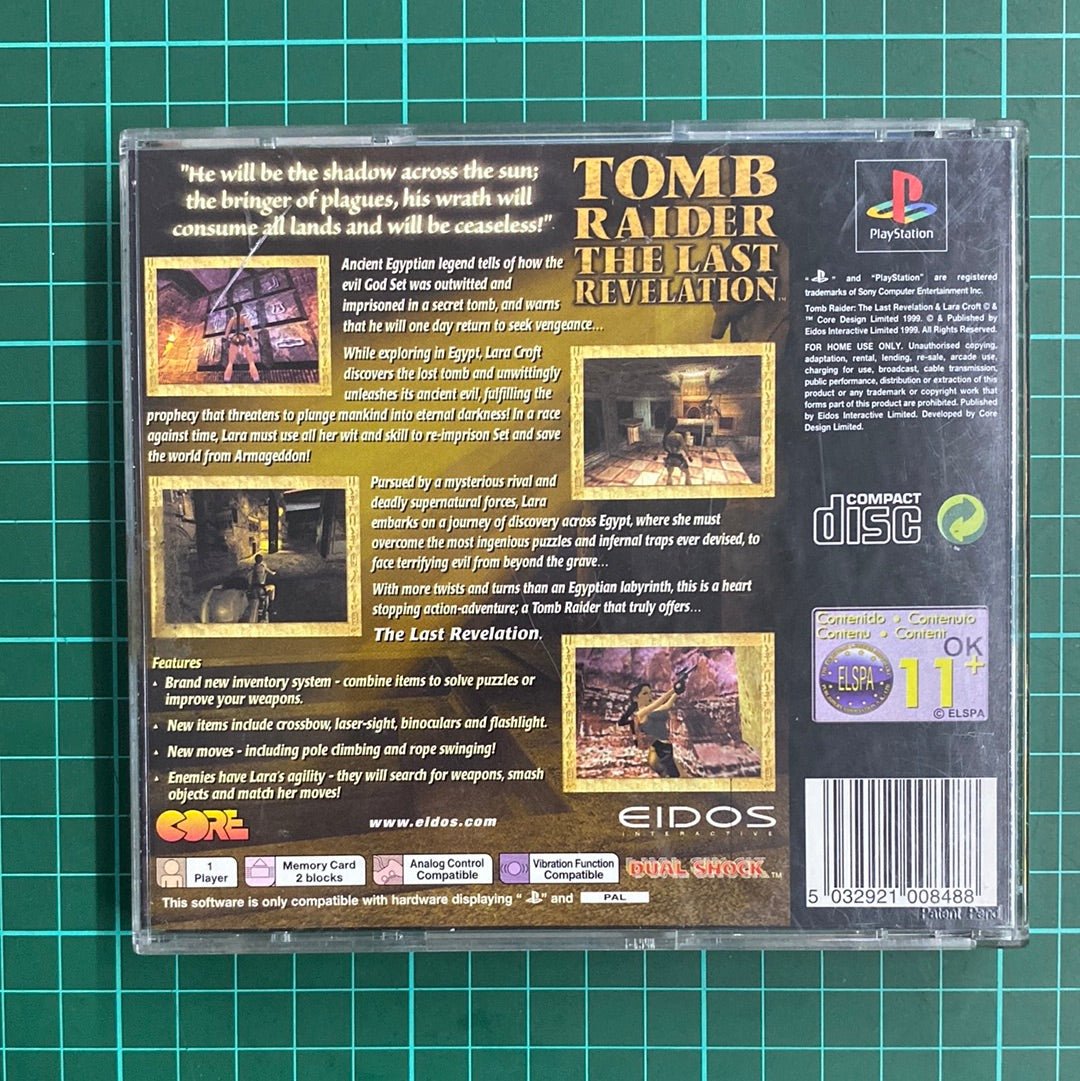 "He will be the shadow across the sun;
the bringer of plagues, his wrath will
consume all lands and will be ceaseless!"
TOMB
RAIDER
THE LAST
REVELATION™
Ancient Egyptian legend tells of how the
evil God Set was outwitted and
imprisoned in a secret tomb, and warns
that he will one day return to seek vengeance...
While exploring in Egypt, Lara Croft
discovers the lost tomb and unwittingly
unleashes its ancient evil, fulfilling the
prophecy that threatens to plunge mankind into eternal darkness! In a race
against time, Lara must use all her wit and skill to re-imprison Set and save
the world from Armageddon!
Pursued by a mysterious rival and
deadly supernatural forces, Lara
embarks on a journey of discovery across Egypt, where she must
overcome the most ingenious puzzles and infernal traps ever devised, to
face terrifying evil from beyond the grave...
With more twists and turns than an Egyptian labyrinth, this is a heart
stopping action-adventure; a Tomb Raider that truly offers...
The Last Revelation.
Features
• Brand new inventory system - combine items to solve puzzles or
improve your weapons.
• New items include crossbow, laser-sight, binoculars and flashlight.
• New moves - including pole climbing and rope swinging!
• Enemies have Lara's agility - they will search for weapons, smash
objects and match her moves!
CORE
www.eidos.com
EIDOS
INTERACTIVE
1
Player
Memory Card
2 blocks
Analog Control
Compatible
Vibration Function
Compatible
DUAL SHOCK™
This software is only compatible with hardware displaying " " and PAL
PlayStation
" " and "PlayStation" are registered
trademarks of Sony Computer Entertainment Inc.
Tomb Raider: The Last Revelation & Lara Croft © &
™ Core Design Limited 1999. © & Published by
Eidos Interactive Limited 1999. All Rights Reserved.
FOR HOME USE ONLY. Unauthorised copying,
adaptation, rental, lending, re-sale, arcade use,
charging for use, broadcast, cable transmission,
public performance, distribution or extraction of this
product or any trademark or copyright work that
forms part of this product are prohibited. Published
by Eidos Interactive Limited. Developed by Core
Design Limited.
COMPACT
disc
Contenido • Contenuto
Contenu • Content
OK
ELSPA
11+
© ELSPA
5 032921 008488
Patent Pend